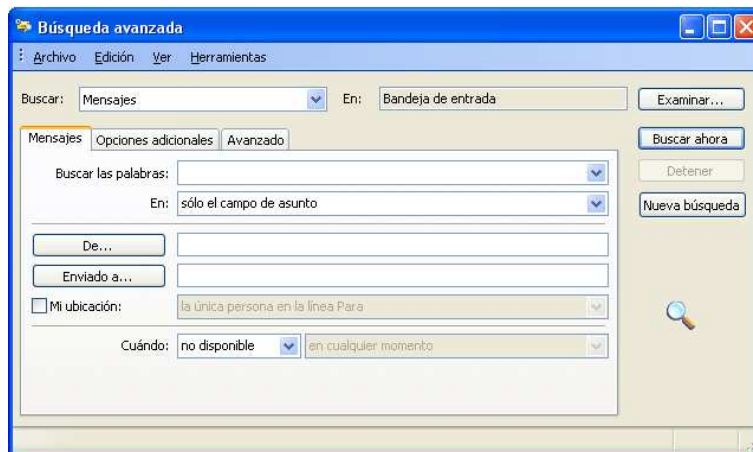 Búsqueda avanzada
Archivo Edición Ver Herramientas
Buscar: Mensajes En: Bandeja de entrada Examinar...
Mensajes Opciones adicionales Avanzado Buscar ahora
Buscar las palabras: Detener
En: sólo el campo de asunto Nueva búsqueda
De...
Enviado a...
Mi ubicación: la única persona en la línea Para
Cuándo: no disponible en cualquier momento